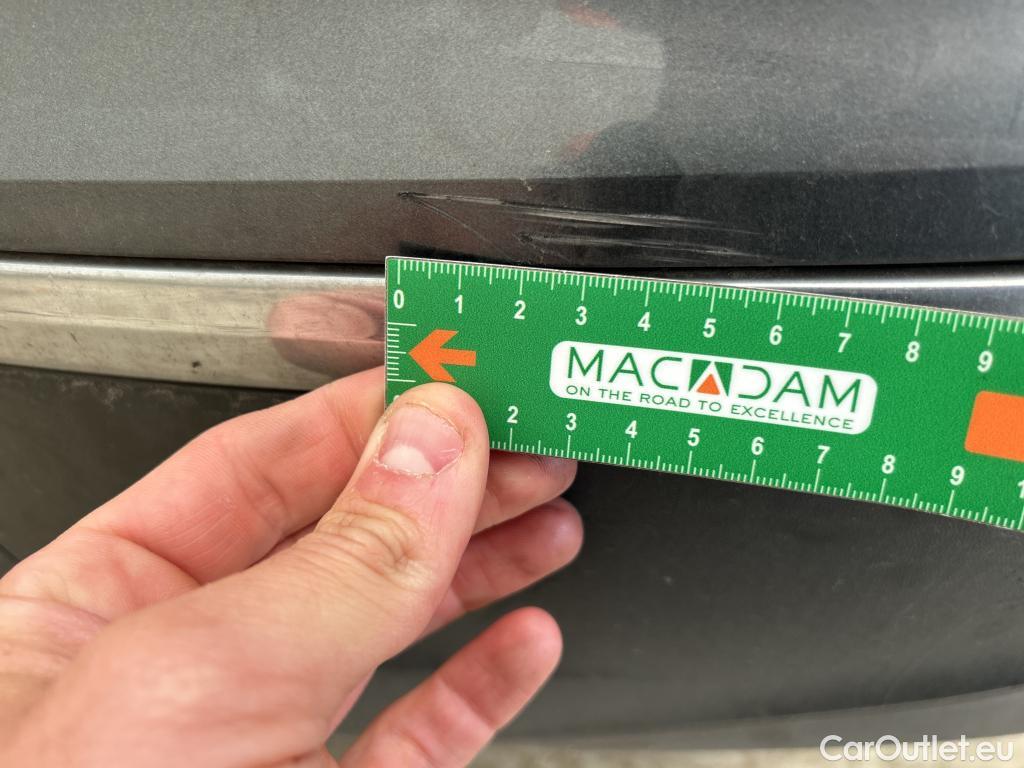 0 1 2 3 4 5 6 7 8 9
MACADAM
ON THE ROAD TO EXCELLENCE
2 3 4 5 6 7 8 9 1
CarOutlet.eu